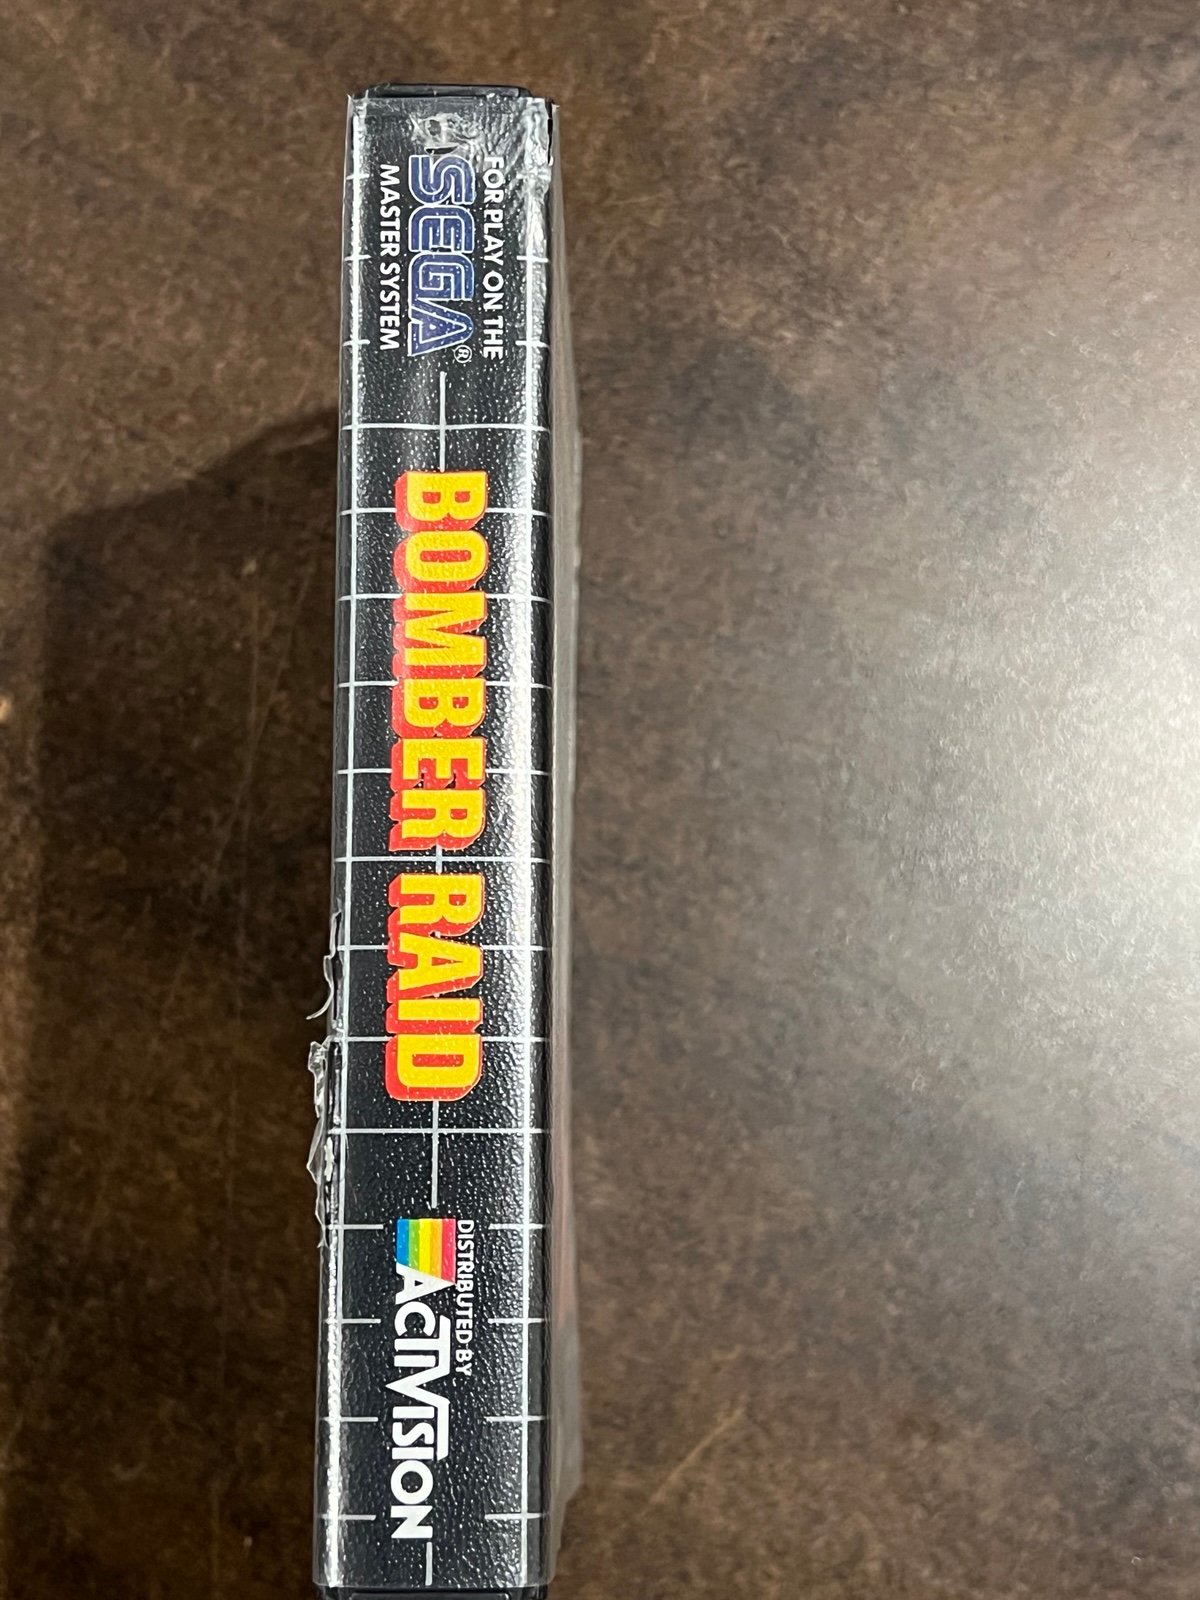 FOR PLAY ON THE
SEGA®
MASTER SYSTEM
BOMBER RAID
DISTRIBUTED BY
ACTIVISION